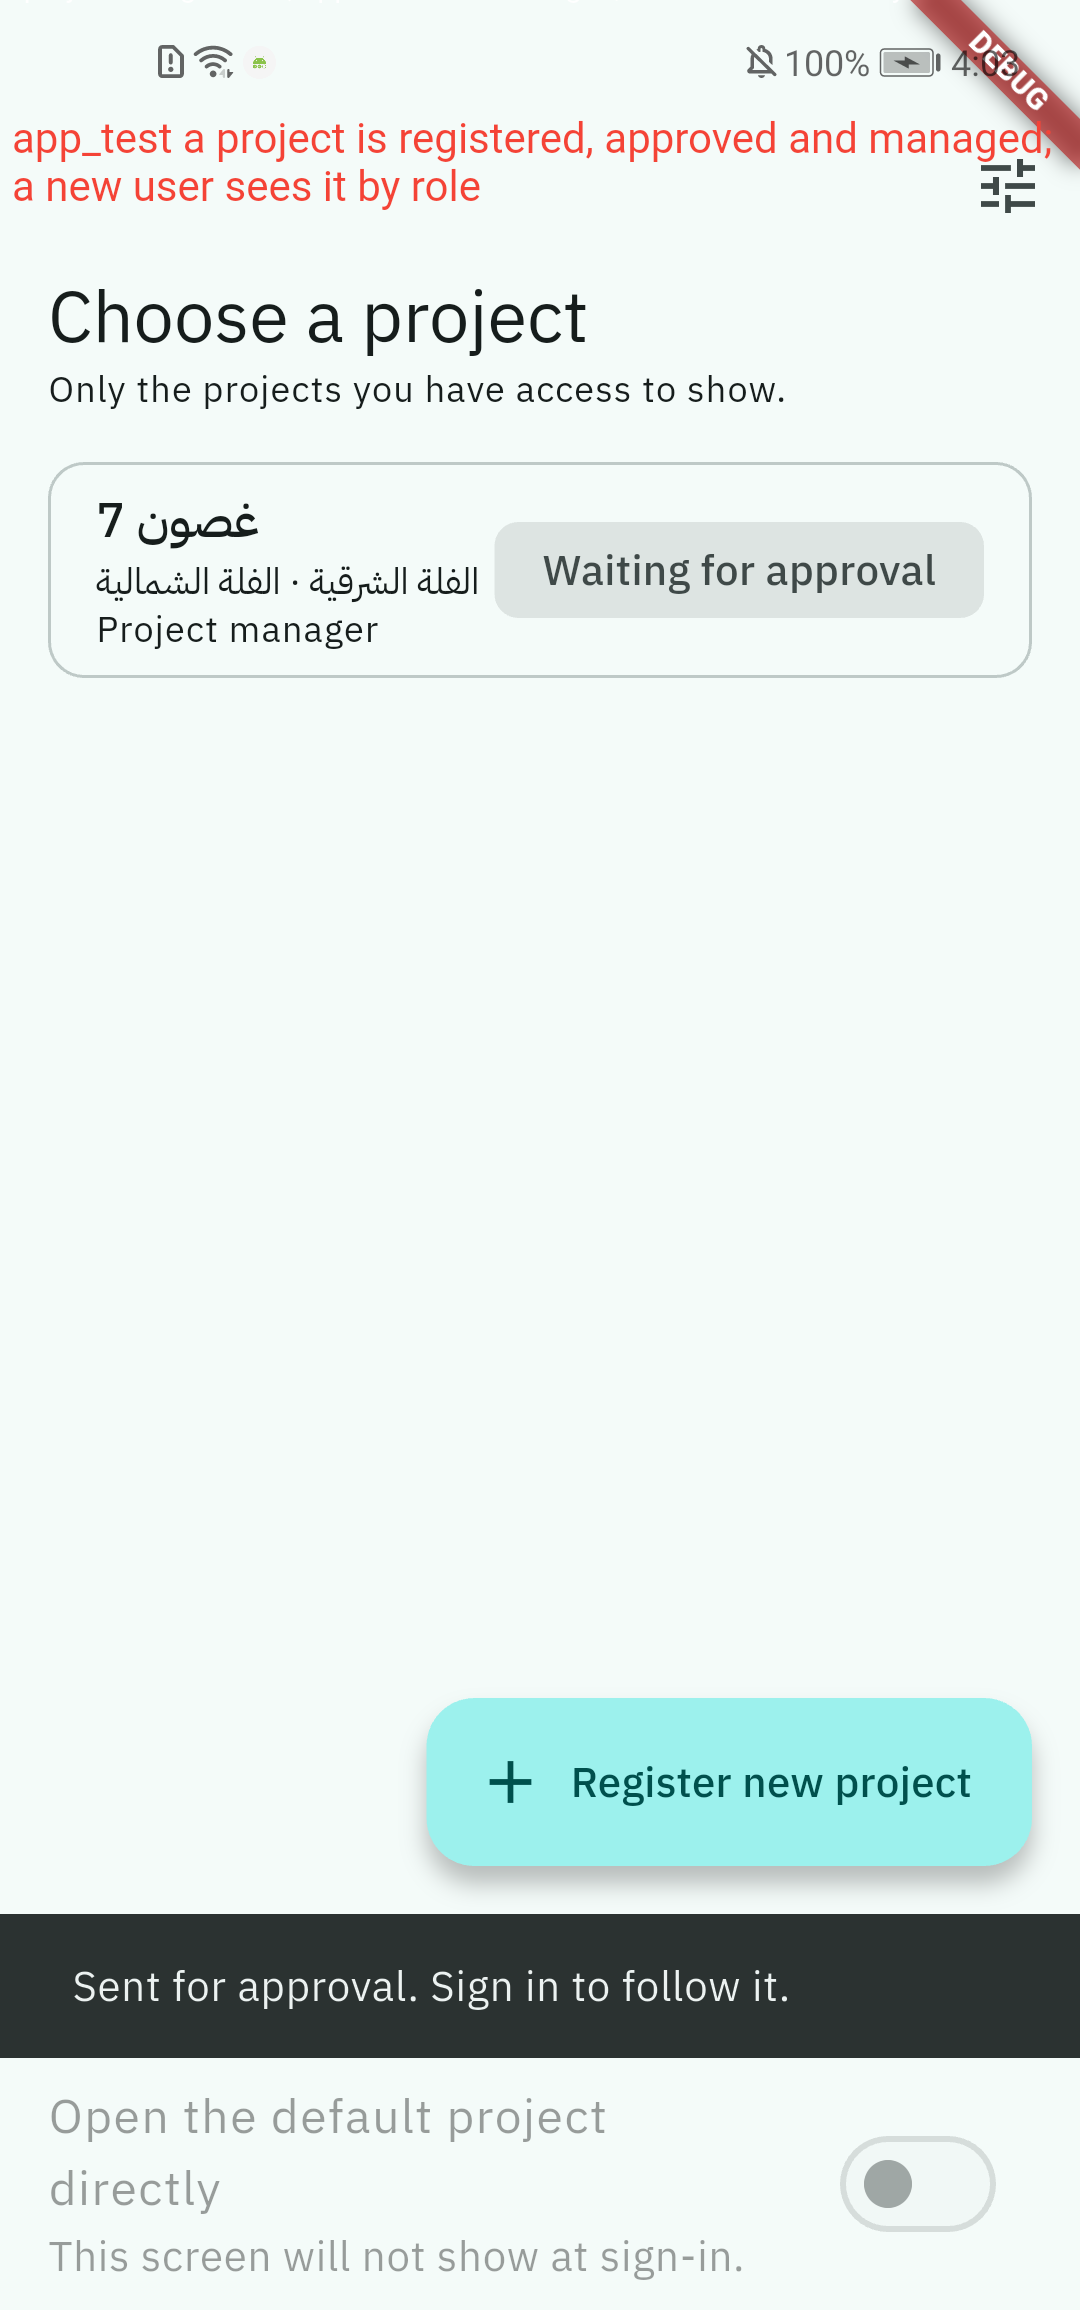 100% 4:03
DEBUG
app_test a project is registered, approved and managed;
a new user sees it by role
Choose a project
Only the projects you have access to show.
غصون 7
الفلة الشرقية · الفلة الشمالية
Project manager
Waiting for approval
Register new project
Sent for approval. Sign in to follow it.
Open the default project
directly
This screen will not show at sign-in.